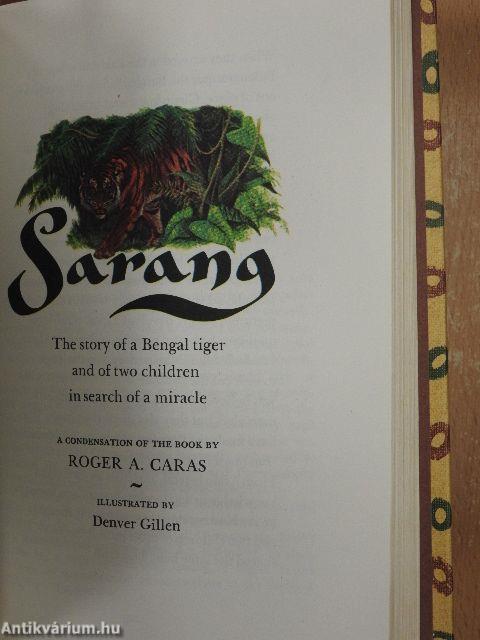 Sarang
The story of a Bengal tiger
and of two children
in search of a miracle
A CONDENSATION OF THE BOOK BY
ROGER A. CARAS
~
ILLUSTRATED BY
Denver Gillen
Antikvárium.hu